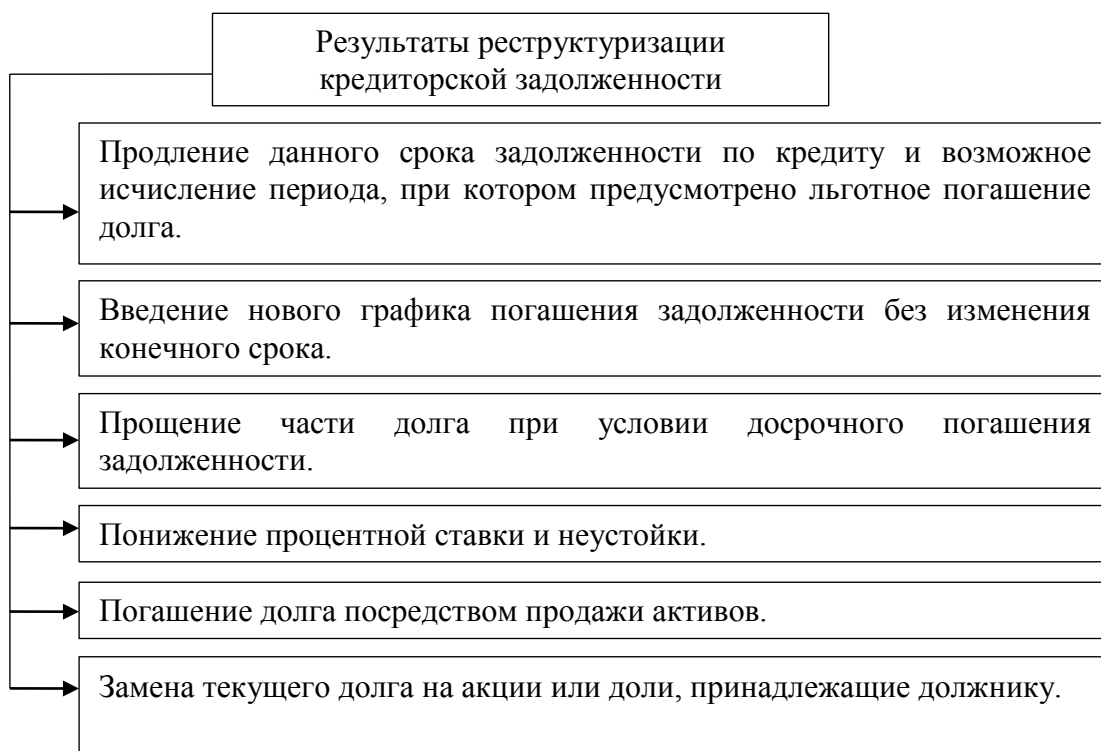 Результаты реструктуризации
кредиторской задолженности
Продление данного срока задолженности по кредиту и возможное
исчисление периода, при котором предусмотрено льготное погашение
долга.
Введение нового графика погашения задолженности без изменения
конечного срока.
Прощение части долга при условии досрочного погашения
задолженности.
Понижение процентной ставки и неустойки.
Погашение долга посредством продажи активов.
Замена текущего долга на акции или доли, принадлежащие должнику.